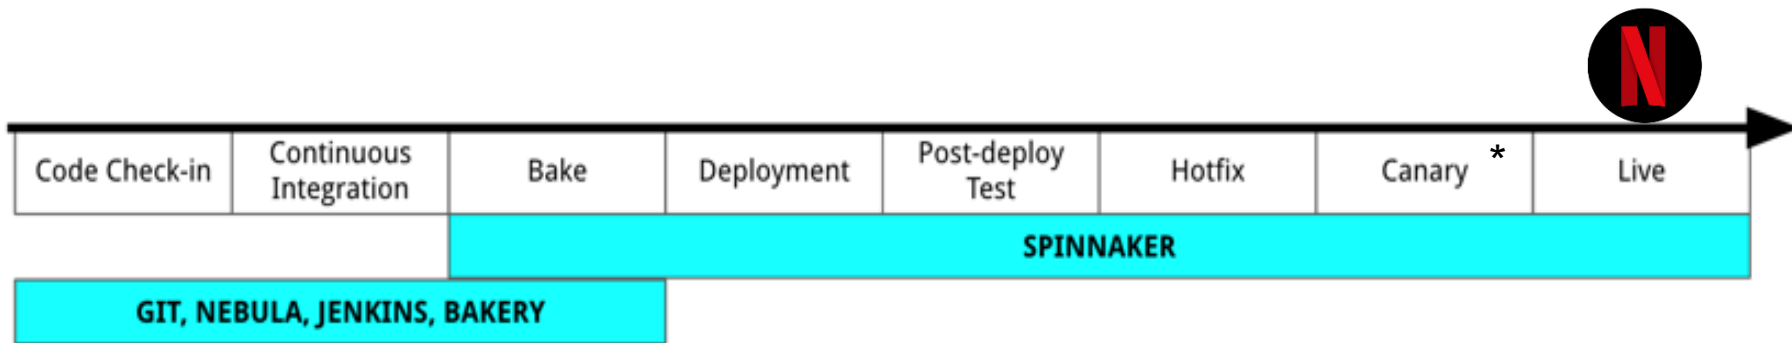 N
Code Check-in
Continuous
Integration
Bake
Deployment
Post-deploy
Test
Hotfix
Canary *
Live
SPINNAKER
GIT, NEBULA, JENKINS, BAKERY